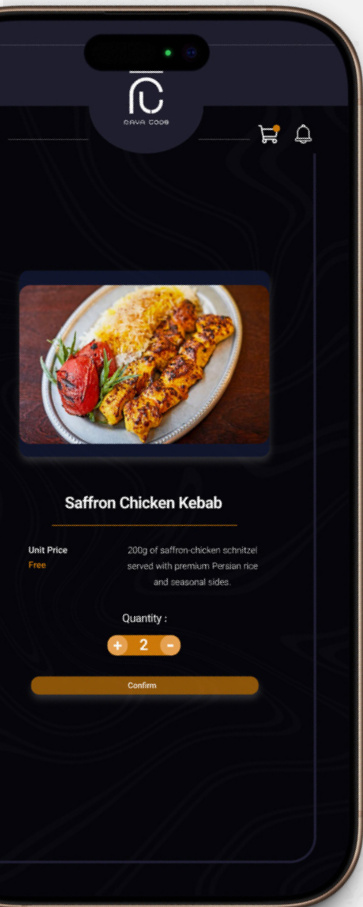 CAVA CODE
Saffron Chicken Kebab
Unit Price
Free
200g of saffron-chicken schnitzel
served with premium Persian rice
and seasonal sides.
Quantity :
+ 2 -
Confirm